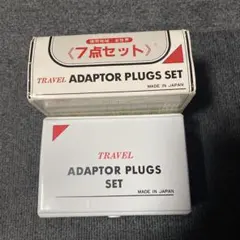 《7点セット》
TRAVEL ADAPTOR PLUGS SET
MADE IN JAPAN
TRAVEL
ADAPTOR PLUGS
SET
MADE IN JAPAN